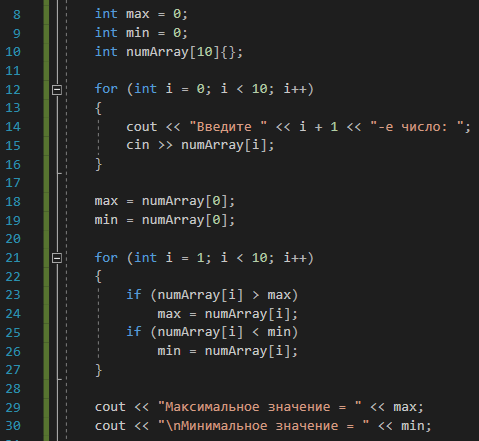 8 int max = 0;
9 int min = 0;
10 int numArray[10]{};
11
12 for (int i = 0; i < 10; i++)
13 {
14 cout << "Введите " << i + 1 << "-е число: ";
15 cin >> numArray[i];
16 }
17
18 max = numArray[0];
19 min = numArray[0];
20
21 for (int i = 1; i < 10; i++)
22 {
23 if (numArray[i] > max)
24 max = numArray[i];
25 if (numArray[i] < min)
26 min = numArray[i];
27 }
28
29 cout << "Максимальное значение = " << max;
30 cout << "\nМинимальное значение = " << min;